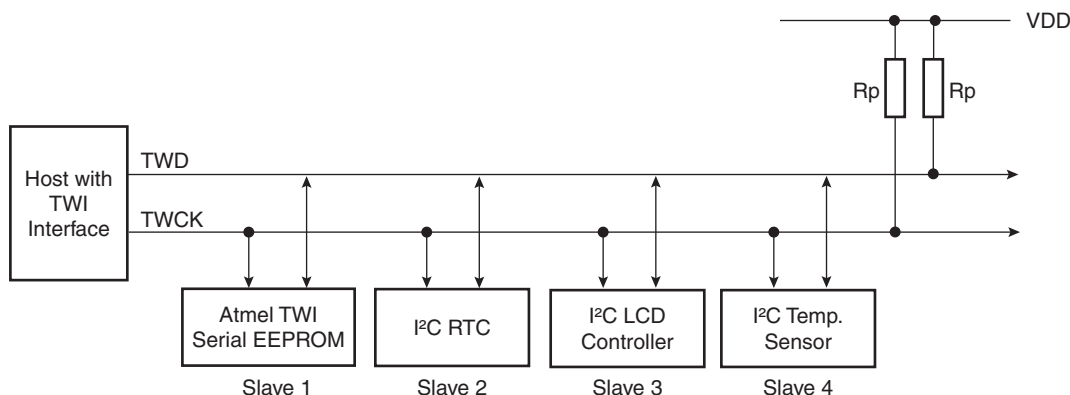 VDD
Rp
Rp
Host with
TWI
Interface
TWD
TWCK
Atmel TWI
Serial EEPROM
I²C RTC
I²C LCD
Controller
I²C Temp.
Sensor
Slave 1
Slave 2
Slave 3
Slave 4